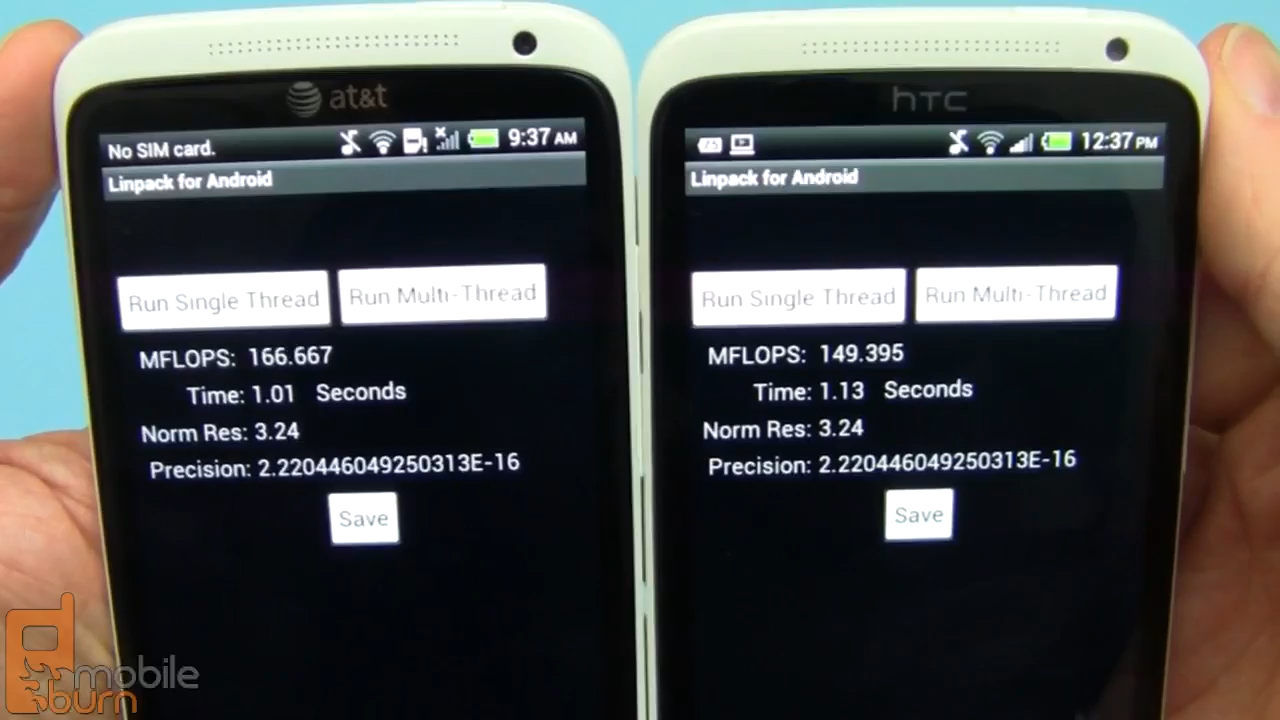 at&t
No SIM card.
9:37 AM
Linpack for Android
Run Single Thread
Run Multi-Thread
MFLOPS: 166.667
Time: 1.01 Seconds
Norm Res: 3.24
Precision: 2.220446049250313E-16
Save
hTC
12:37 PM
Linpack for Android
Run Single Thread
Run Multi-Thread
MFLOPS: 149.395
Time: 1.13 Seconds
Norm Res: 3.24
Precision: 2.220446049250313E-16
Save
mobile
burn